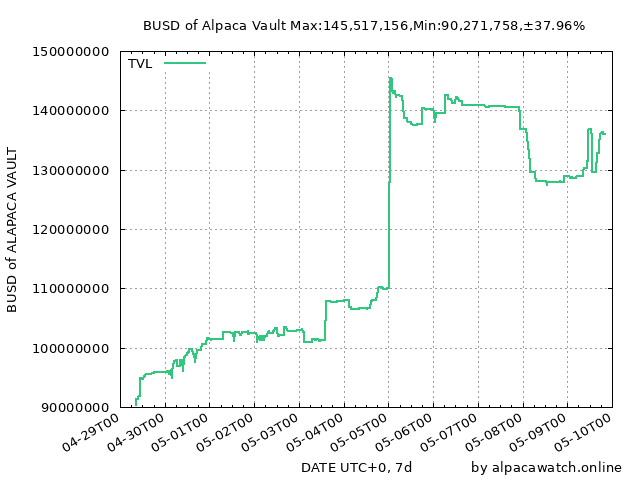 BUSD of Alpaca Vault Max:145,517,156,Min:90,271,758,±37.96%
TVL
150000000
140000000
130000000
120000000
110000000
100000000
90000000
BUSD of ALAPACA VAULT
04-29T00
04-30T00
05-01T00
05-02T00
05-03T00
05-04T00
05-05T00
05-06T00
05-07T00
05-08T00
05-09T00
05-10T00
DATE UTC+0, 7d
by alpacawatch.online